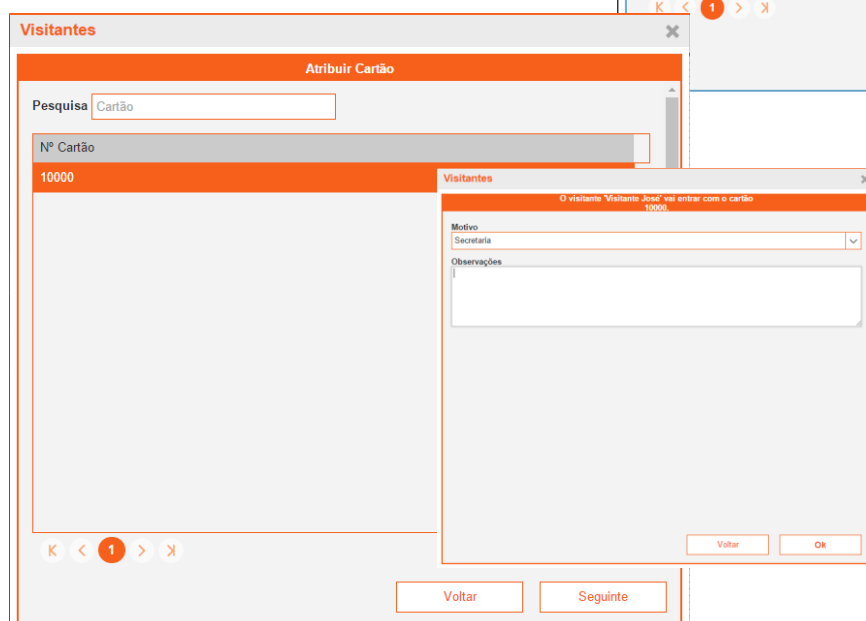 1
Visitantes
Atribuir Cartão
Pesquisa Cartão
Nº Cartão
10000
1
Voltar Seguinte
Visitantes
O visitante 'Visitante José' vai entrar com o cartão
10000.
Motivo
Secretaria
Observações
Voltar Ok